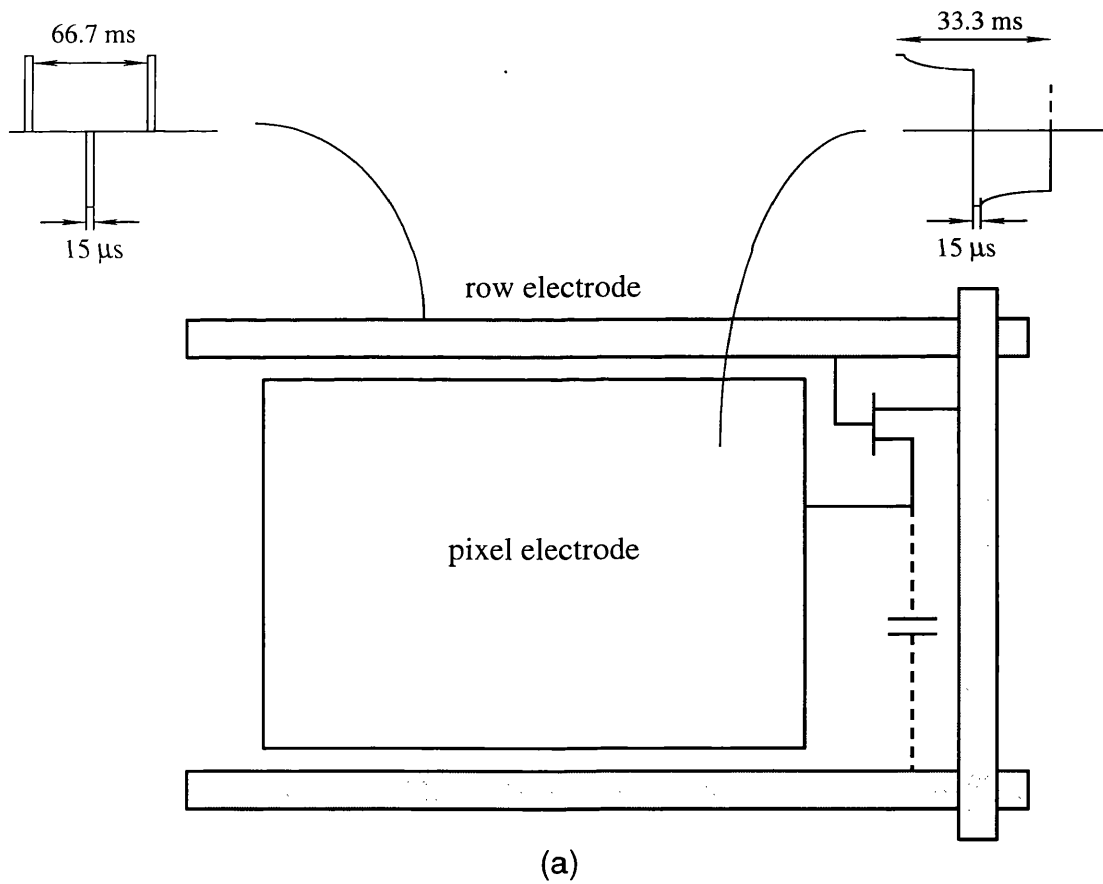 66.7 ms
33.3 ms
15 μs
15 μs
row electrode
pixel electrode
(a)